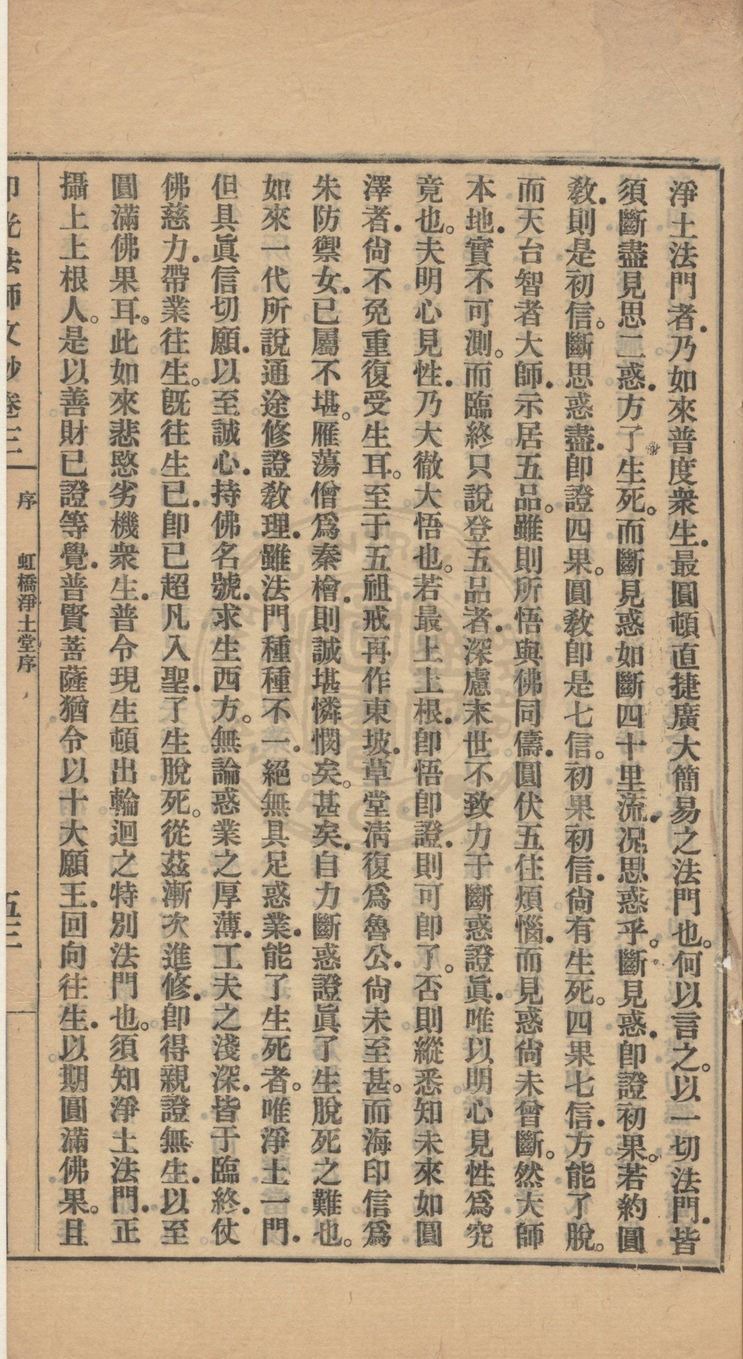 淨土法門者．乃如來普度衆生．最圓頓直捷廣大簡易之法門也。何以言之。以一切法門．皆
須斷盡見思二惑．方了生死。而斷見惑如斷四十里流．况思惑乎。斷見惑．卽證初果。若約圓
敎．則是初信。斷思惑盡．卽證四果。圓敎卽是七信。初果初信．尙有生死。四果七信．方能了脫。
而天台智者大師．示居五品。雖則所悟與佛同儔．圓伏五住煩惱．而見惑尙未曾斷。然大師
本地．實不可測。而臨終只說登五品者．深慮末世不致力于斷惑證眞．唯以明心見性爲究
竟也。夫明心見性．乃大徹大悟也。若最上上根．卽悟卽證．則可卽了。否則縱悉知未來如圓
澤者．尙不免重復受生耳。至于五祖戒再作東坡．草堂淸復爲魯公．尙未至甚。而海印信爲
朱防禦女．已屬不堪。雁蕩僧爲秦檜．則誠堪憐憫矣。甚矣．自力斷惑證眞了生脫死之難也。
如來一代所說通途修證敎理．雖法門種種不一．絕無具足惑業．能了生死者。唯淨土一門．
但具眞信切願．以至誠心．持佛名號．求生西方。無論惑業之厚薄．工夫之淺深．皆于臨終．仗
佛慈力．帶業往生。旣往生已．卽已超凡入聖．了生脫死。從茲漸次進修．卽得親證無生．以至
圓滿佛果耳。此如來悲愍劣機衆生．普令現生頓出輪迴之特別法門也。須知淨土法門．正
攝上上根人。是以善財已證等覺．普賢菩薩猶令以十大願王．回向往生．以期圓滿佛果。且
印光法師文鈔卷三　序　虹橋淨土堂序　五三